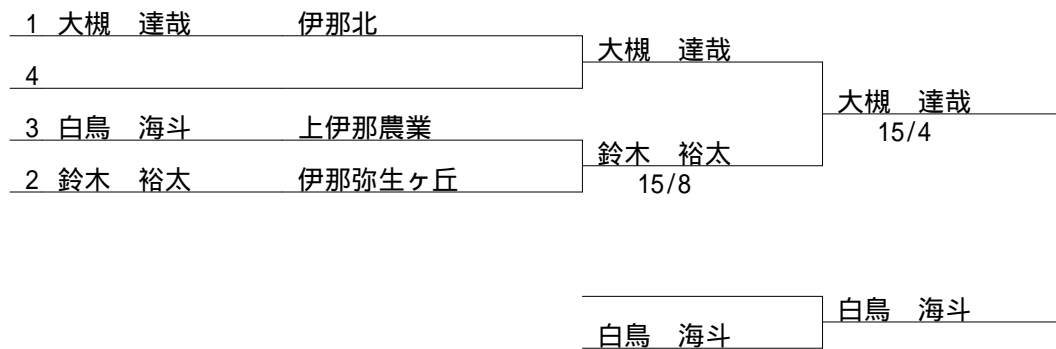 1 大槻　達哉 伊那北
大槻　達哉
4
大槻　達哉
15/4
3 白鳥　海斗 上伊那農業
鈴木　裕太
15/8
2 鈴木　裕太 伊那弥生ヶ丘
白鳥　海斗
白鳥　海斗